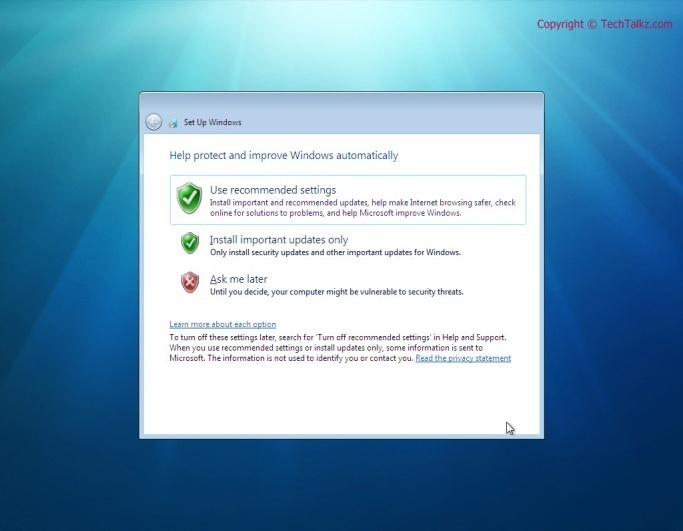 Copyright © TechTalkz.com
Set Up Windows
Help protect and improve Windows automatically
Use recommended settings
Install important and recommended updates, help make Internet browsing safer, check
online for solutions to problems, and help Microsoft improve Windows.
Install important updates only
Only install security updates and other important updates for Windows.
Ask me later
Until you decide, your computer might be vulnerable to security threats.
Learn more about each option
To turn off these settings later, search for 'Turn off recommended settings' in Help and Support.
When you use recommended settings or install updates only, some information is sent to
Microsoft. The information is not used to identify you or contact you. Read the privacy statement